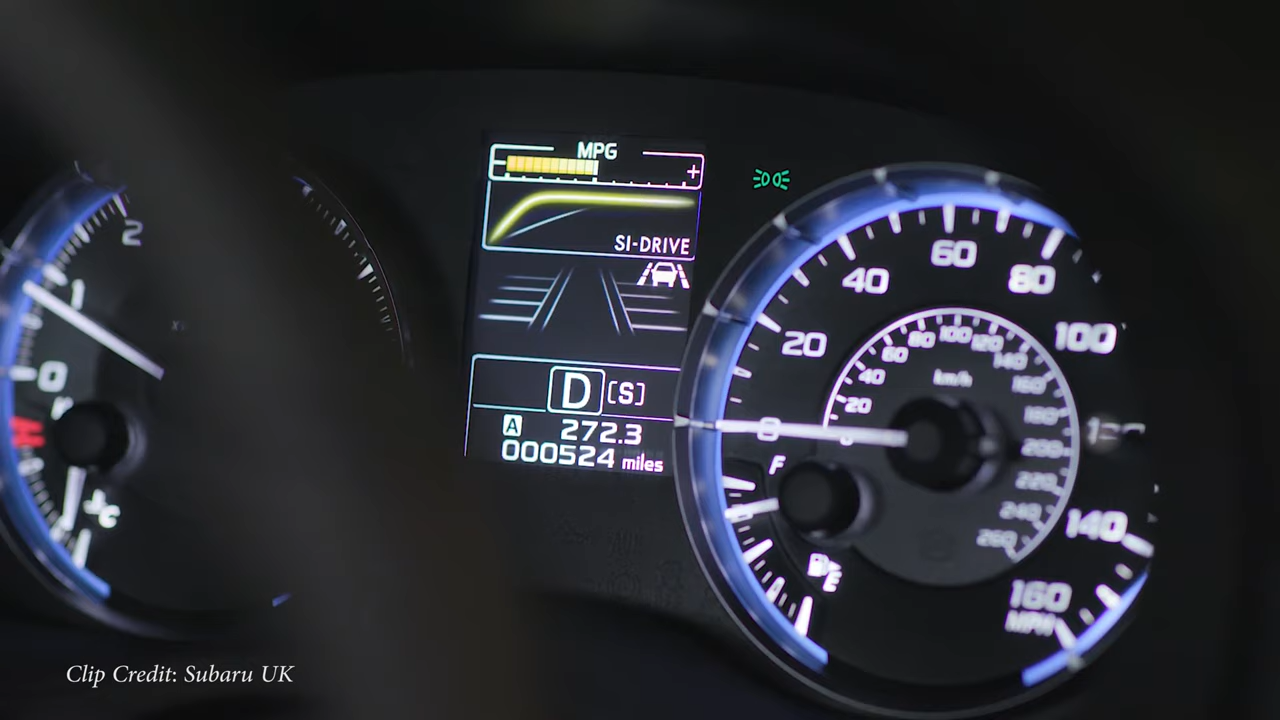 MPG
+
SI-DRIVE
D [S]
A 272.3
000524 miles
2
1
0
H
C
20
40
60
80
100
140
160
MPH
km/h
20
40
60
80
100
120
140
160
180
200
220
240
260
F
E
Clip Credit: Subaru UK